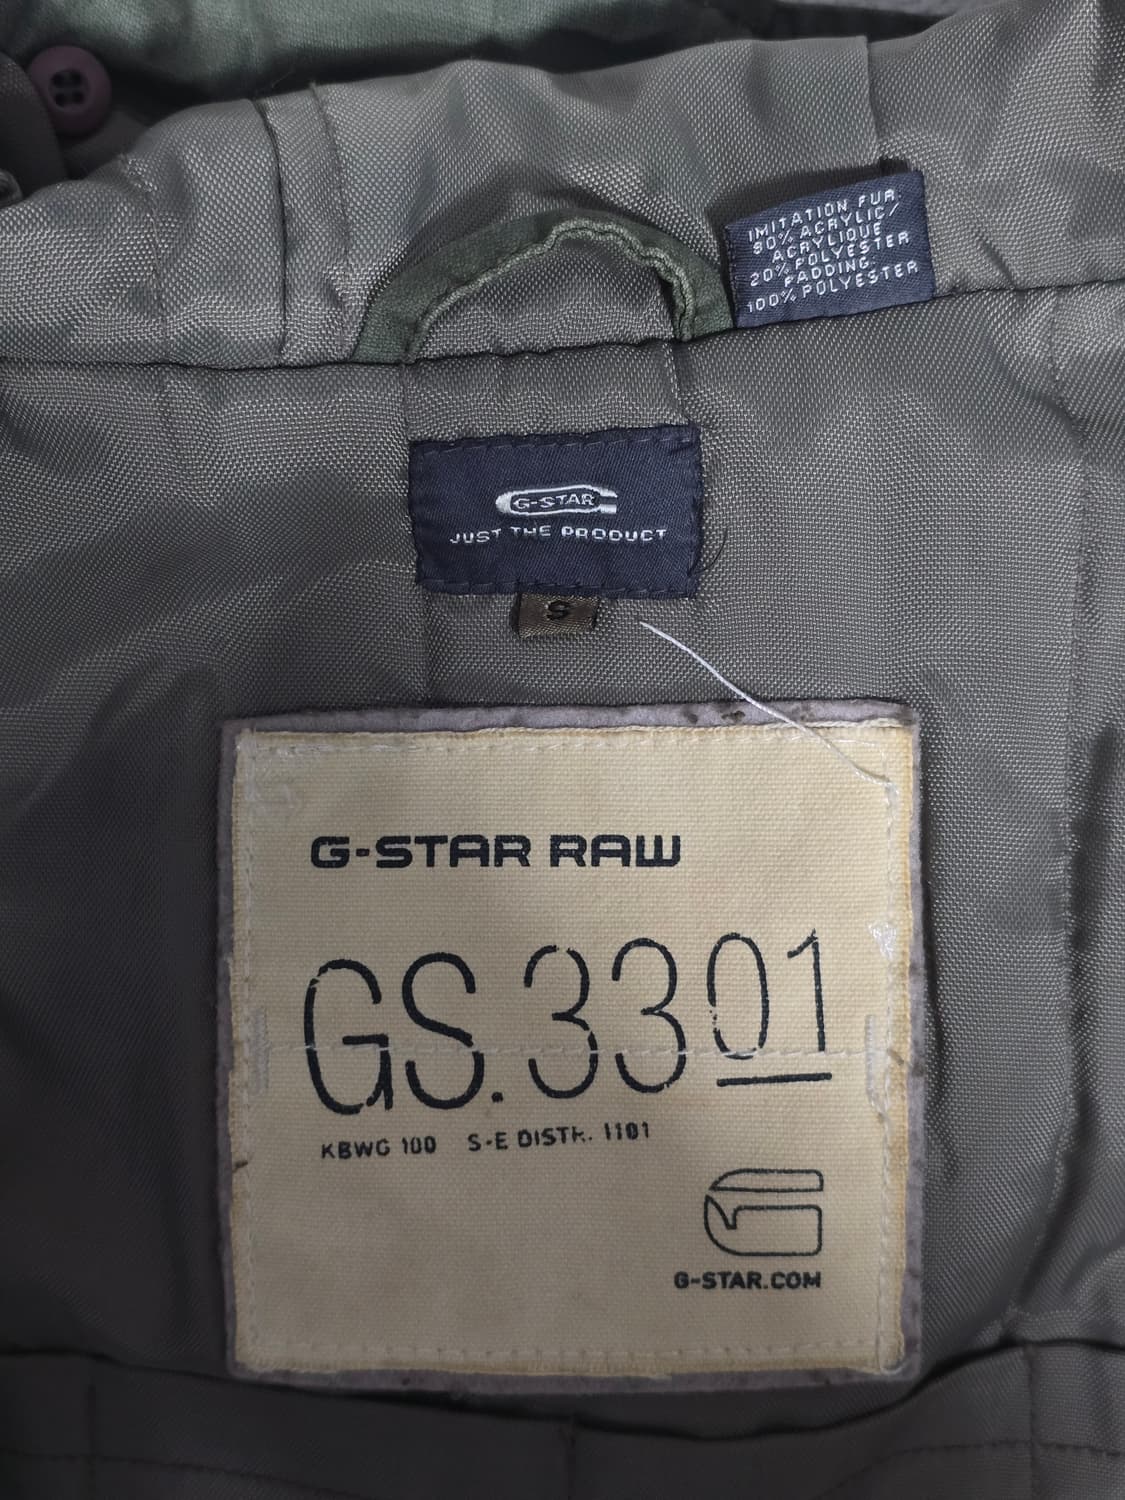 IMITATION FUR
80% ACRYLIC/
ACRYLIQUE
20% POLYESTER
PADDING:
100% POLYESTER
G-STAR
JUST THE PRODUCT
S
G-STAR RAW
GS.3301
KBWG 100 S-E DISTR. 1101
G-STAR.COM